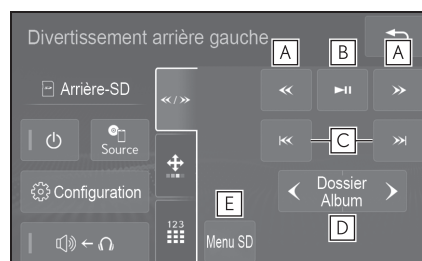 Divertissement arrière gauche
A B A
Arrière-SD
Source
C
Configuration
Dossier
Album
E
D
123
Menu SD